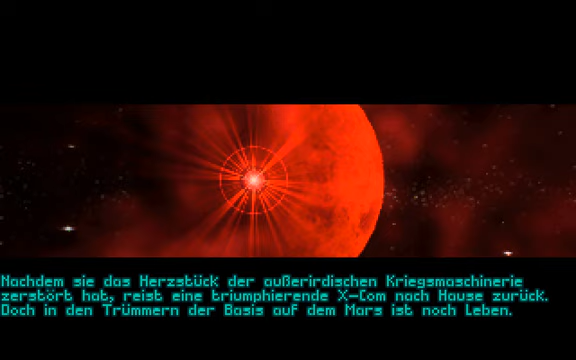 Nachdem sie das Herzstück der außerirdischen Kriegsmaschinerie
zerstört hat, reist eine triumphierende X-Com nach Hause zurück.
Doch in den Trümmern der Basis auf dem Mars ist noch Leben.